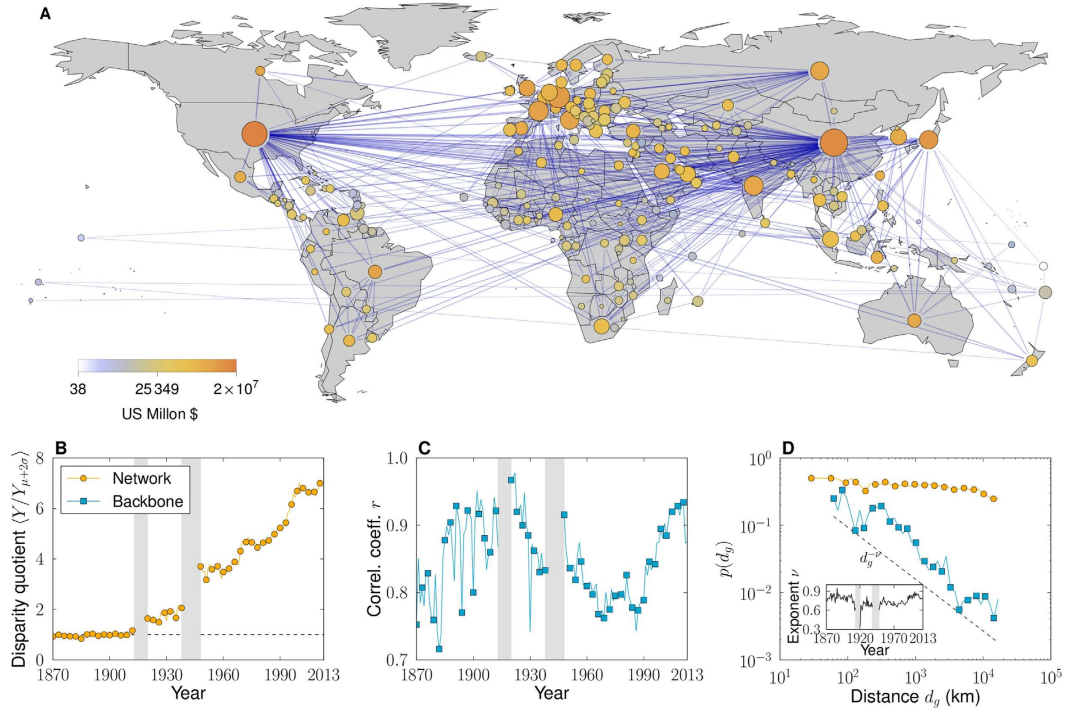 A
38
25 349
2 × 10⁷
US Millon $
B
Disparity quotient ⟨Y/Yμ+2σ⟩
8
6
4
2
0
Network
Backbone
1870
1900
1930
1960
1990
2013
Year
C
Correl. coeff. r
1.0
0.9
0.8
0.7
1870
1900
1930
1960
1990
2013
Year
D
p(d_g)
10⁰
10⁻¹
10⁻²
10⁻³
d_g^−ν
Exponent ν
0.9
0.6
0.3
1870
1920
1970
2013
Year
10¹
10²
10³
10⁴
10⁵
Distance d_g (km)